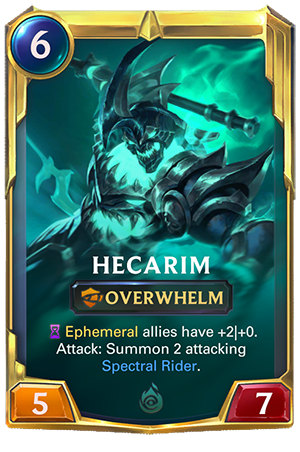 6
HECARIM
OVERWHELM
Ephemeral allies have +2|+0.
Attack: Summon 2 attacking
Spectral Rider.
5
7